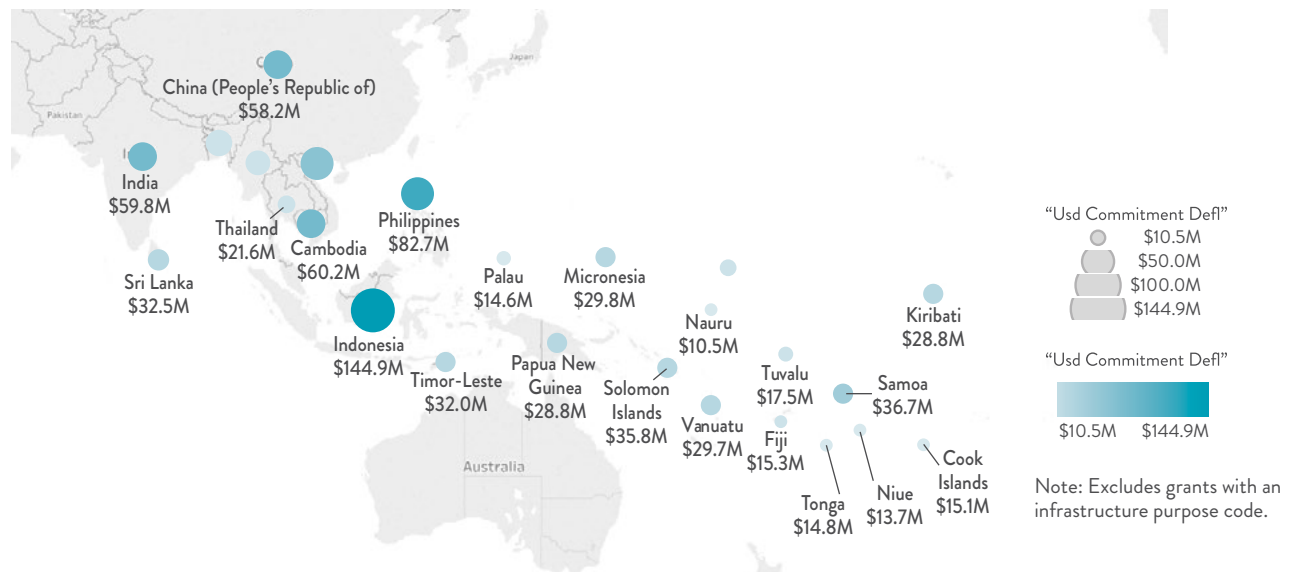 Japan
China (People's Republic of)
$58.2M
Pakistan
India
$59.8M
Thailand
$21.6M
Cambodia
$60.2M
Philippines
$82.7M
Sri Lanka
$32.5M
Palau
$14.6M
Micronesia
$29.8M
Indonesia
$144.9M
Timor-Leste
$32.0M
Papua New
Guinea
$28.8M
Solomon
Islands
$35.8M
Nauru
$10.5M
Vanuatu
$29.7M
Tuvalu
$17.5M
Fiji
$15.3M
Samoa
$36.7M
Kiribati
$28.8M
Tonga
$14.8M
Niue
$13.7M
Cook
Islands
$15.1M
Australia
"Usd Commitment Defl"
$10.5M
$50.0M
$100.0M
$144.9M
"Usd Commitment Defl"
$10.5M $144.9M
Note: Excludes grants with an
infrastructure purpose code.